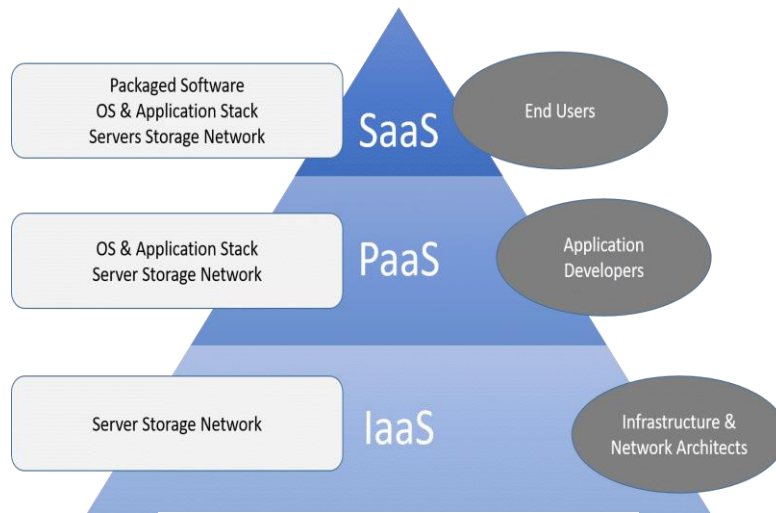 Packaged Software
OS & Application Stack
Servers Storage Network
SaaS
End Users
OS & Application Stack
Server Storage Network
PaaS
Application
Developers
Server Storage Network
IaaS
Infrastructure &
Network Architects